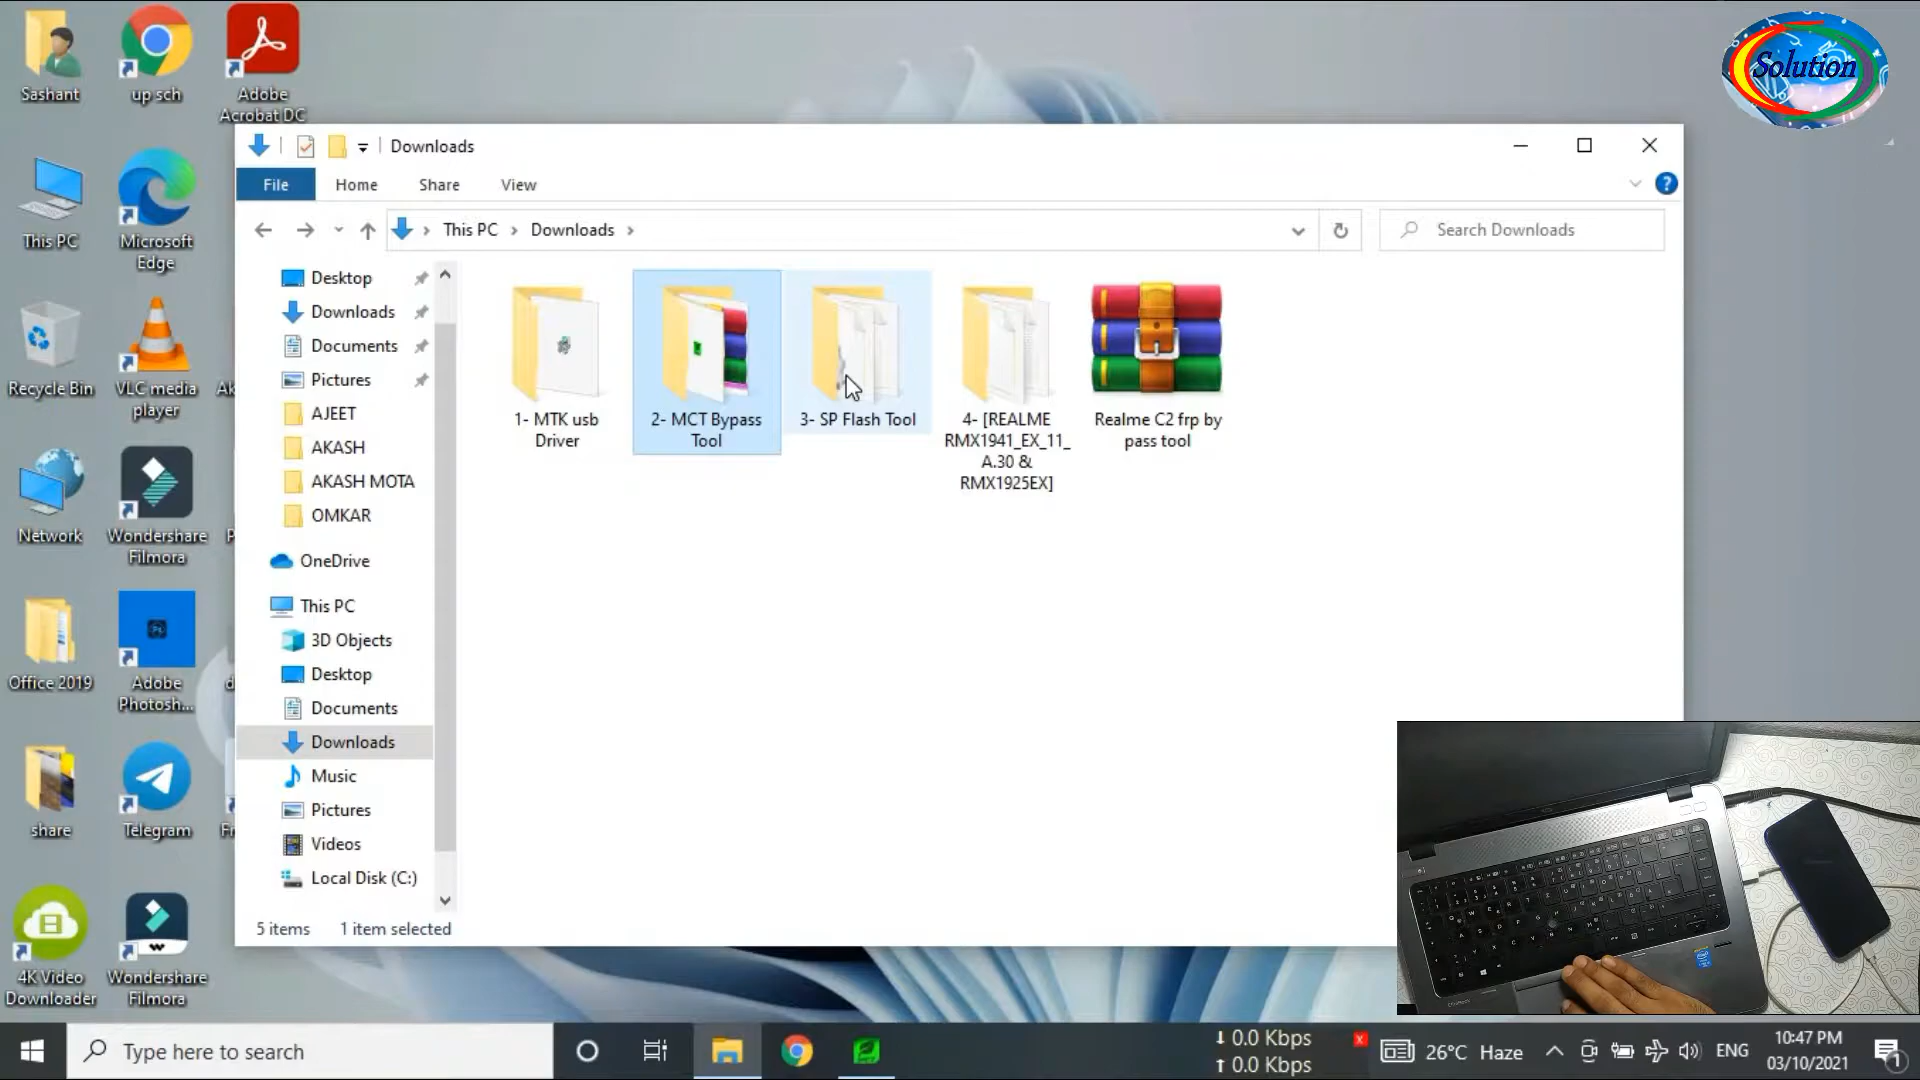 Sashant
up sch
Adobe
Acrobat DC
Solution
This PC
Microsoft
Edge
Recycle Bin
VLC media
player
Network
Wondershare
Filmora
Office 2019
Adobe
Photosh...
share
Telegram
4K Video
Downloader
Wondershare
Filmora
Downloads
File
Home
Share
View
This PC
Downloads
Search Downloads
Desktop
Downloads
Documents
Pictures
AJEET
AKASH
AKASH MOTA
OMKAR
OneDrive
This PC
3D Objects
Desktop
Documents
Downloads
Music
Pictures
Videos
Local Disk (C:)
1- MTK usb
Driver
2- MCT Bypass
Tool
3- SP Flash Tool
4- [REALME
RMX1941_EX_11_
A.30 &
RMX1925EX]
Realme C2 frp by
pass tool
5 items
1 item selected
Type here to search
0.0 Kbps
0.0 Kbps
26°C Haze
ENG
10:47 PM
03/10/2021
1